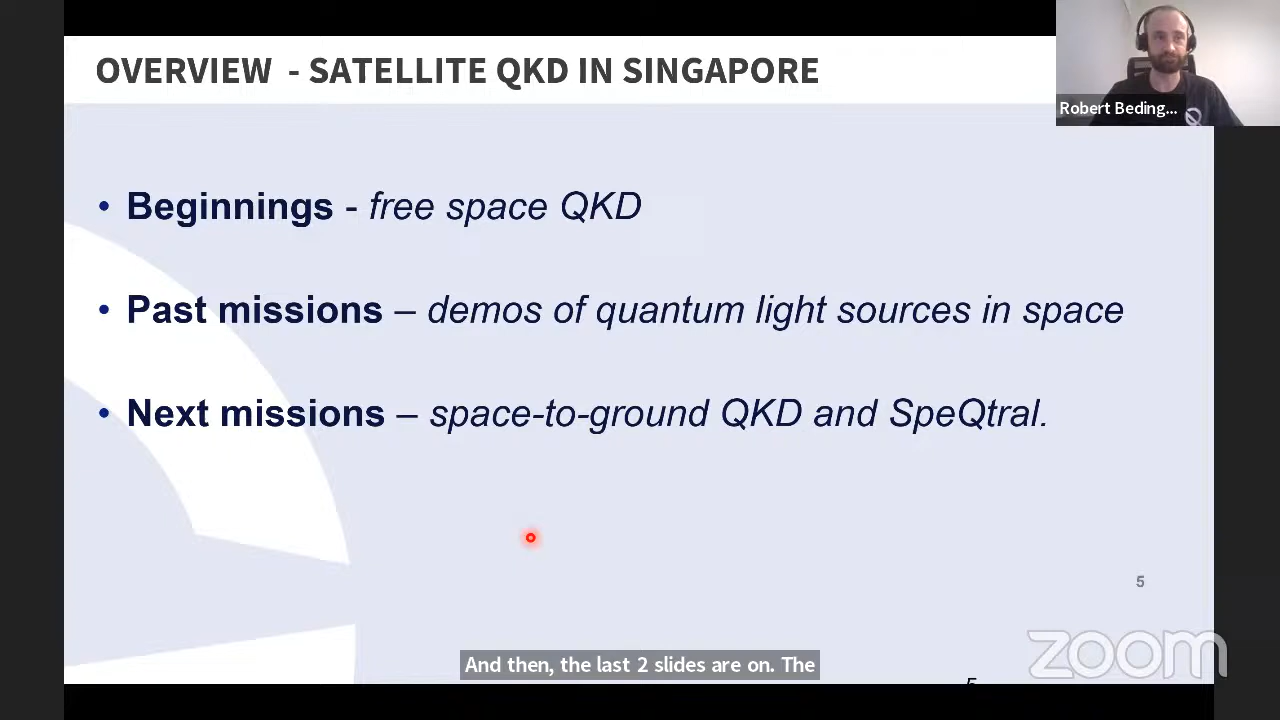 OVERVIEW - SATELLITE QKD IN SINGAPORE
Robert Beding...
• Beginnings - free space QKD
• Past missions – demos of quantum light sources in space
• Next missions – space-to-ground QKD and SpeQtral.
5
zoom
And then, the last 2 slides are on. The
5